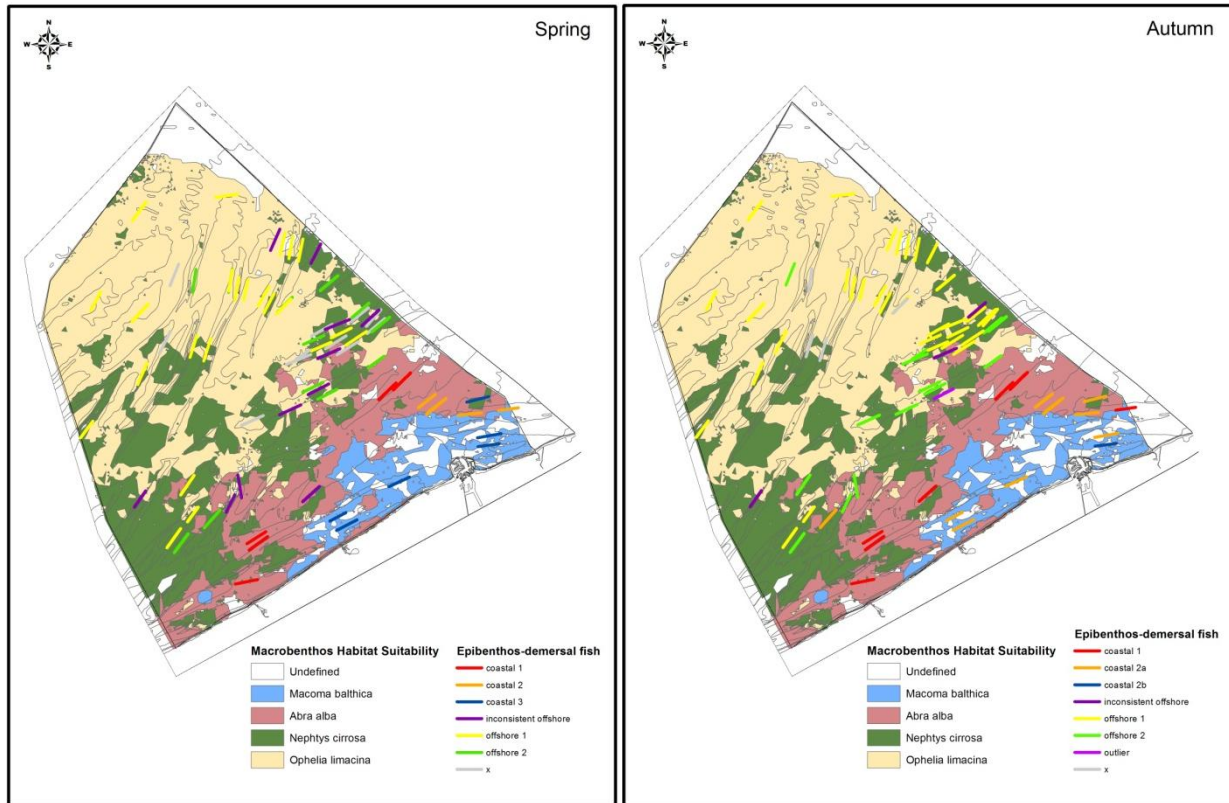 Spring
N
W E
S
Macrobenthos Habitat Suitability
Undefined
Macoma balthica
Abra alba
Nephtys cirrosa
Ophelia limacina
Epibenthos-demersal fish
coastal 1
coastal 2
coastal 3
inconsistent offshore
offshore 1
offshore 2
x
Autumn
N
W E
S
Macrobenthos Habitat Suitability
Undefined
Macoma balthica
Abra alba
Nephtys cirrosa
Ophelia limacina
Epibenthos-demersal fish
coastal 1
coastal 2a
coastal 2b
inconsistent offshore
offshore 1
offshore 2
outlier
x